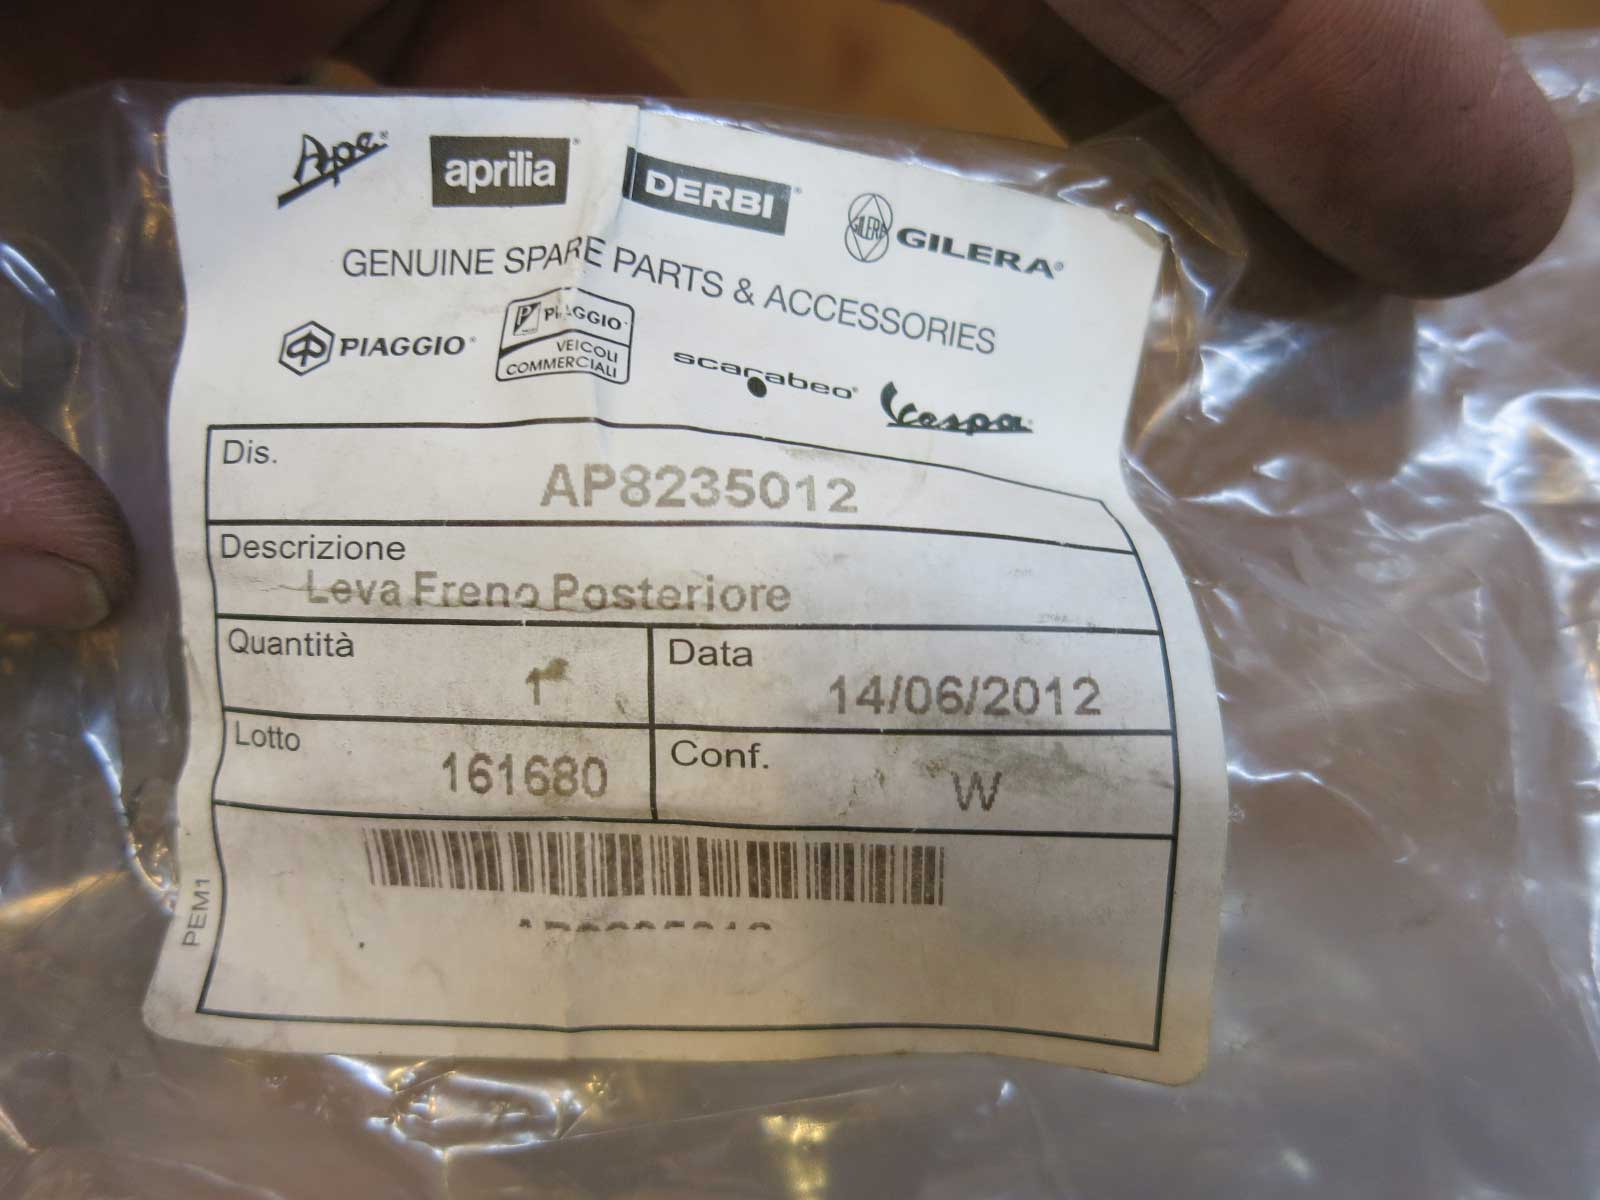 Ape®
aprilia®
DERBI®
GILERA
GILERA®
GENUINE SPARE PARTS & ACCESSORIES
PIAGGIO®
PIAGGIO
VEICOLI
COMMERCIALI
scarabeo®
Vespa®
Dis.
AP8235012
Descrizione
Leva Freno Posteriore
Quantità
1
Data
14/06/2012
Lotto
161680
Conf.
W
PEM1